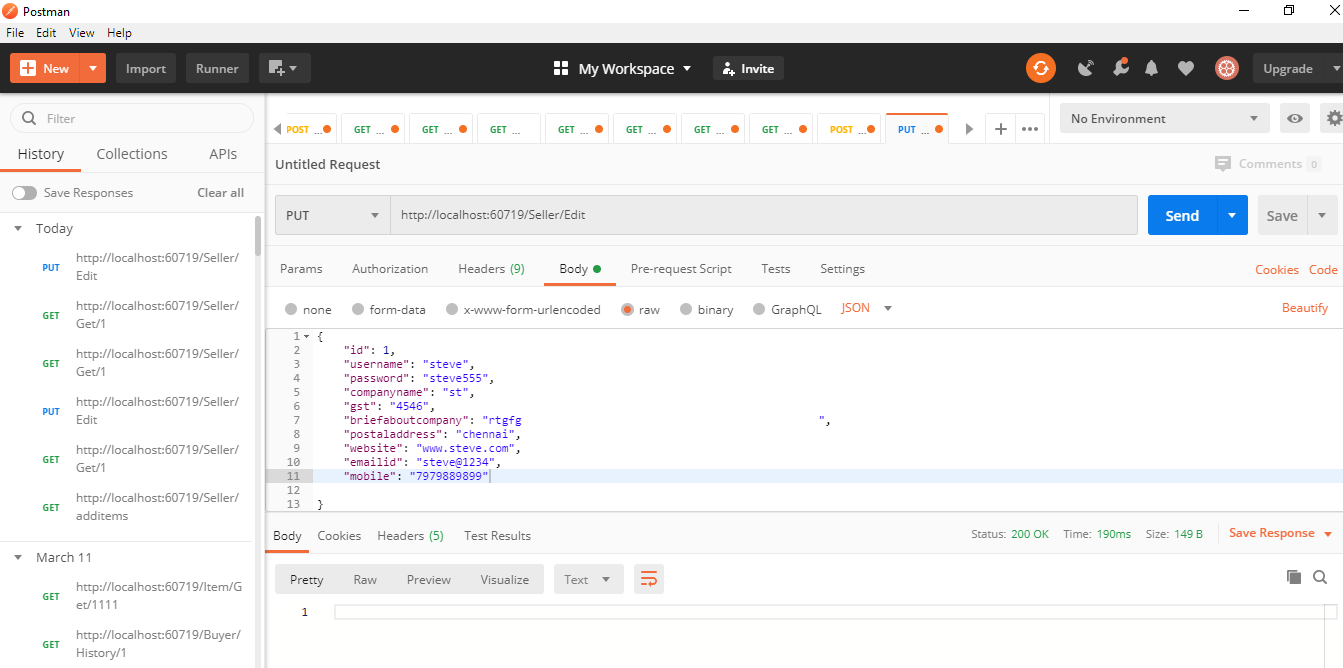 Postman
File Edit View Help
New Import Runner My Workspace Invite Upgrade
Filter
History Collections APIs
Save Responses Clear all
Today
PUT http://localhost:60719/Seller/
Edit
GET http://localhost:60719/Seller/
Get/1
GET http://localhost:60719/Seller/
Get/1
PUT http://localhost:60719/Seller/
Edit
GET http://localhost:60719/Seller/
Get/1
GET http://localhost:60719/Seller/
additems
March 11
GET http://localhost:60719/Item/G
et/1111
GET http://localhost:60719/Buyer/
History/1
POST ... GET ... GET ... GET ... GET ... GET ... GET ... GET ... POST ... PUT ... No Environment
Untitled Request Comments 0
PUT http://localhost:60719/Seller/Edit Send Save
Params Authorization Headers (9) Body Pre-request Script Tests Settings Cookies Code
none form-data x-www-form-urlencoded raw binary GraphQL JSON Beautify
1 {
2 "id": 1,
3 "username": "steve",
4 "password": "steve555",
5 "companyname": "st",
6 "gst": "4546",
7 "briefaboutcompany": "rtgfg ",
8 "postaladdress": "chennai",
9 "website": "www.steve.com",
10 "emailid": "steve@1234",
11 "mobile": "7979889899"
12
13 }
Body Cookies Headers (5) Test Results Status: 200 OK Time: 190ms Size: 149 B Save Response
Pretty Raw Preview Visualize Text
1